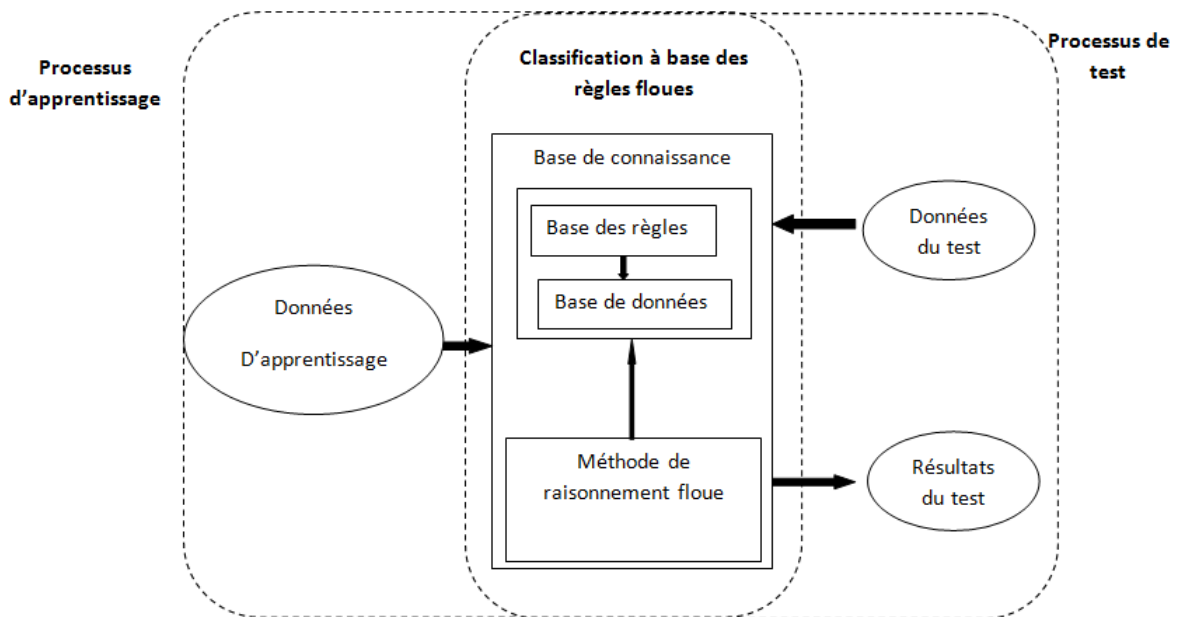 Processus
d'apprentissage
Classification à base des
règles floues
Processus de
test
Base de connaissance
Base des règles
Base de données
Données
D'apprentissage
Données
du test
Méthode de
raisonnement floue
Résultats
du test